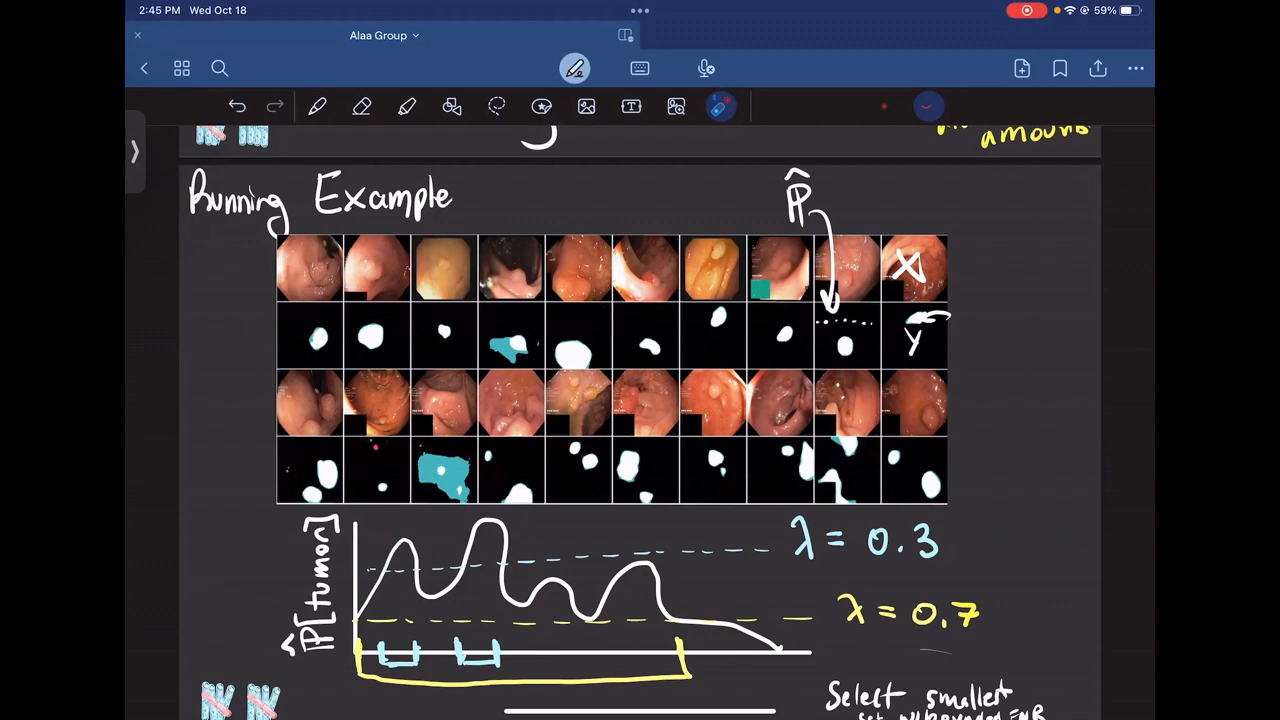 2:45 PM Wed Oct 18
59%
Alaa Group
amounts
Running Example
P̂
X
Y
P̂[tumor]
λ = 0.3
λ = 0.7
Select smallest